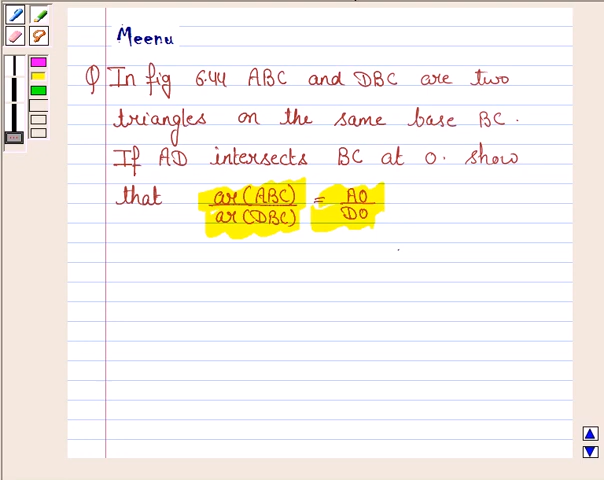 Meenu
Q In fig 6.44 ABC and DBC are two
triangles on the same base BC.
If AD intersects BC at O. show
that ar(ABC)/ar(DBC) = AO/DO